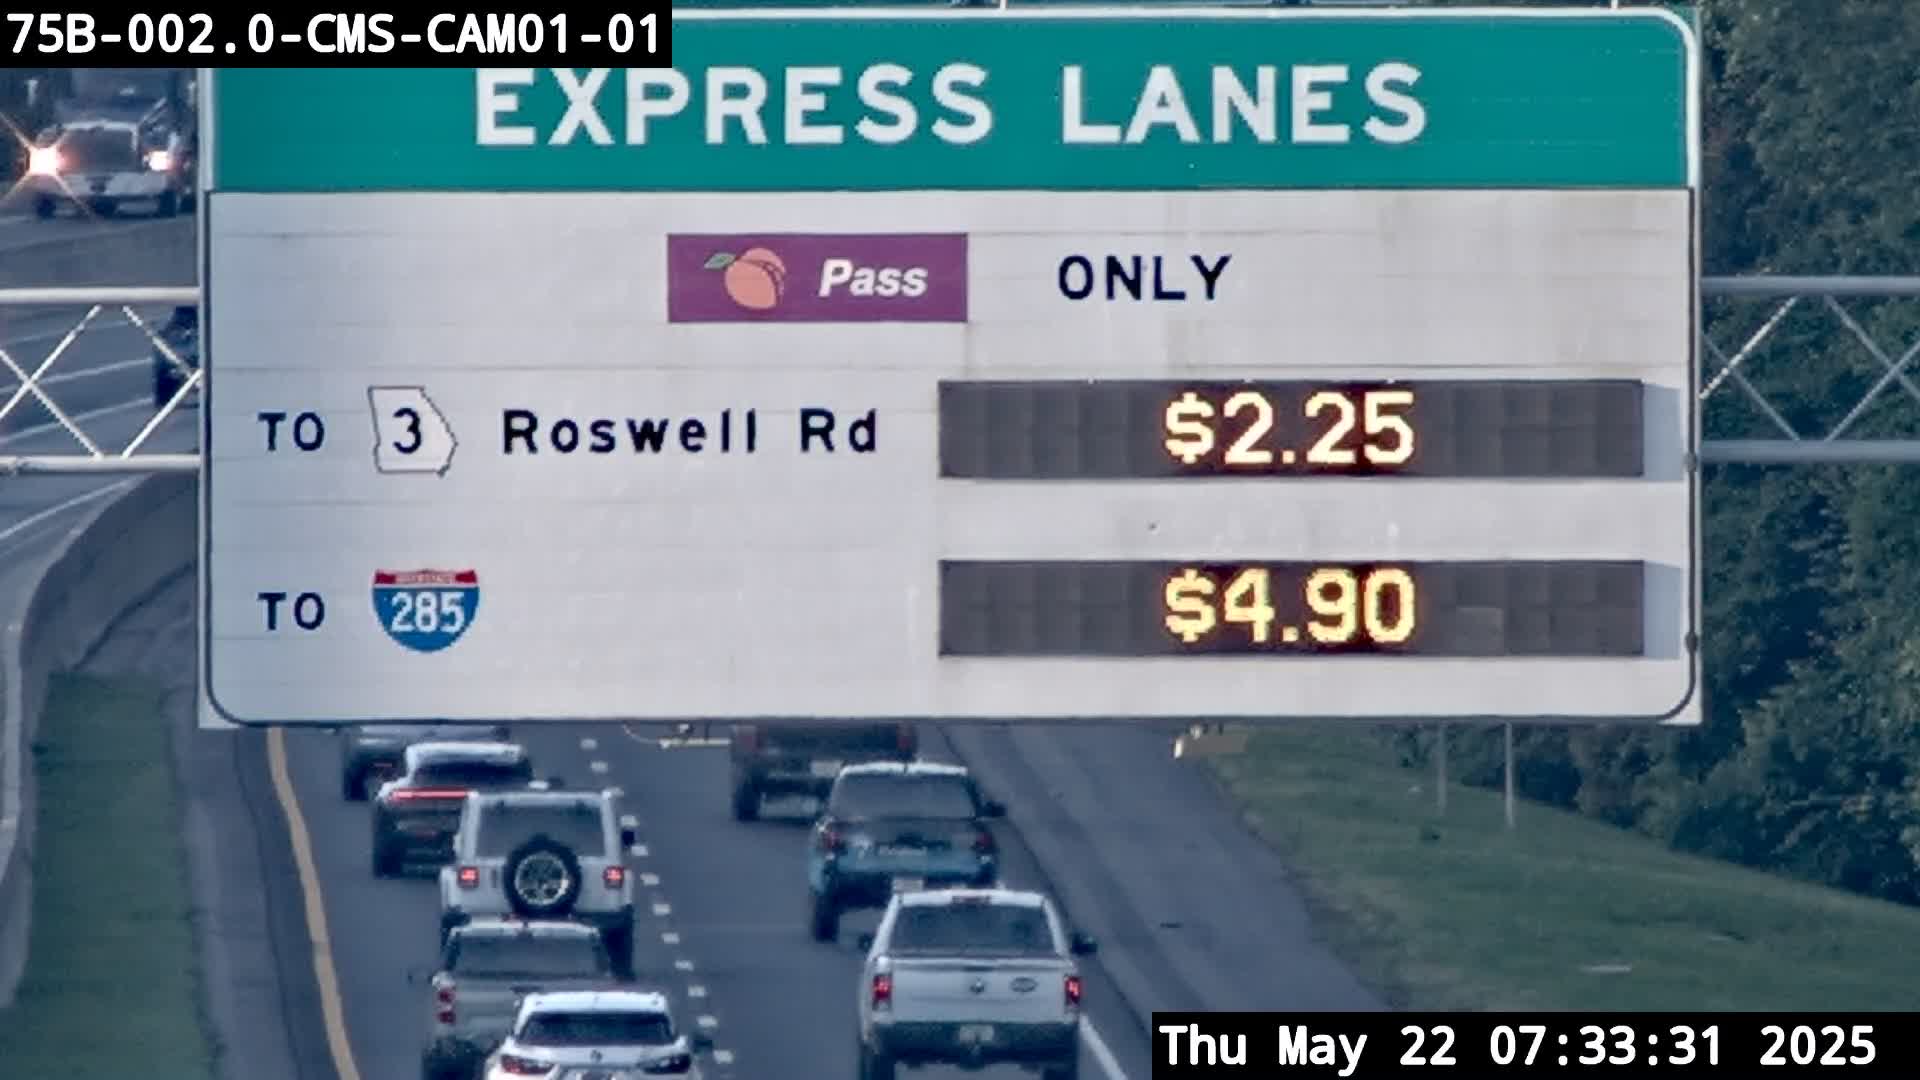 75B-002.0-CMS-CAM01-01
EXPRESS LANES
Pass ONLY
TO 3 Roswell Rd $2.25
TO 285 $4.90
Thu May 22 07:33:31 2025